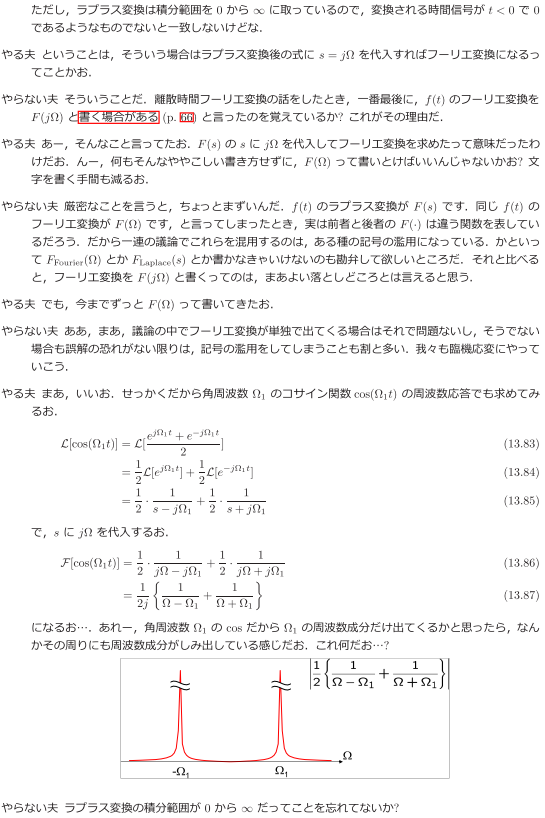 ただし，ラプラス変換は積分範囲を 0 から ∞ に取っているので，変換される時間信号が t < 0 で 0
であるようなものでないと一致しないけどな．
やる夫 ということは，そういう場合はラプラス変換後の式に s = jΩ を代入すればフーリエ変換になるっ
てことかお．
やらない夫 そういうことだ．離散時間フーリエ変換の話をしたとき，一番最後に，f(t) のフーリエ変換を
F(jΩ) と書く場合がある (p. 66) と言ったのを覚えているか? これがその理由だ．
やる夫 あー，そんなこと言ってたお．F(s) の s に jΩ を代入してフーリエ変換を求めたって意味だったわ
けだお．んー，何もそんなややこしい書き方せずに，F(Ω) って書いとけばいいんじゃないかお? 文
字を書く手間も減るお．
やらない夫 厳密なことを言うと，ちょっとまずいんだ．f(t) のラプラス変換が F(s) です．同じ f(t) の
フーリエ変換が F(Ω) です，と言ってしまったとき，実は前者と後者の F(·) は違う関数を表してい
るだろう．だから一連の議論でこれらを混用するのは，ある種の記号の濫用になっている．かといっ
て F_Fourier(Ω) とか F_Laplace(s) とか書かなきゃいけないのも勘弁して欲しいところだ．それと比べる
と，フーリエ変換を F(jΩ) と書くってのは，まあよい落としどころとは言えると思う．
やる夫 でも，今までずっと F(Ω) って書いてきたお．
やらない夫 ああ，まあ，議論の中でフーリエ変換が単独で出てくる場合はそれで問題ないし，そうでない
場合も誤解の恐れがない限りは，記号の濫用をしてしまうことも割と多い．我々も臨機応変にやって
いこう．
やる夫 まあ，いいお．せっかくだから角周波数 Ω₁ のコサイン関数 cos(Ω₁t) の周波数応答でも求めてみ
るお．
ℒ[cos(Ω₁t)] = ℒ[(e^{jΩ₁t} + e^{−jΩ₁t})/2] (13.83)
= 1/2 ℒ[e^{jΩ₁t}] + 1/2 ℒ[e^{−jΩ₁t}] (13.84)
= 1/2 · 1/(s − jΩ₁) + 1/2 · 1/(s + jΩ₁) (13.85)
で，s に jΩ を代入するお．
ℱ[cos(Ω₁t)] = 1/2 · 1/(jΩ − jΩ₁) + 1/2 · 1/(jΩ + jΩ₁) (13.86)
= 1/2j {1/(Ω − Ω₁) + 1/(Ω + Ω₁)} (13.87)
になるお…．あれー，角周波数 Ω₁ の cos だから Ω₁ の周波数成分だけ出てくるかと思ったら，なん
かその周りにも周波数成分がしみ出している感じだお．これ何だお…?
|1/2 {1/(Ω − Ω₁) + 1/(Ω + Ω₁)}|
Ω
-Ω₁ Ω₁
やらない夫 ラプラス変換の積分範囲が 0 から ∞ だってことを忘れてないか?